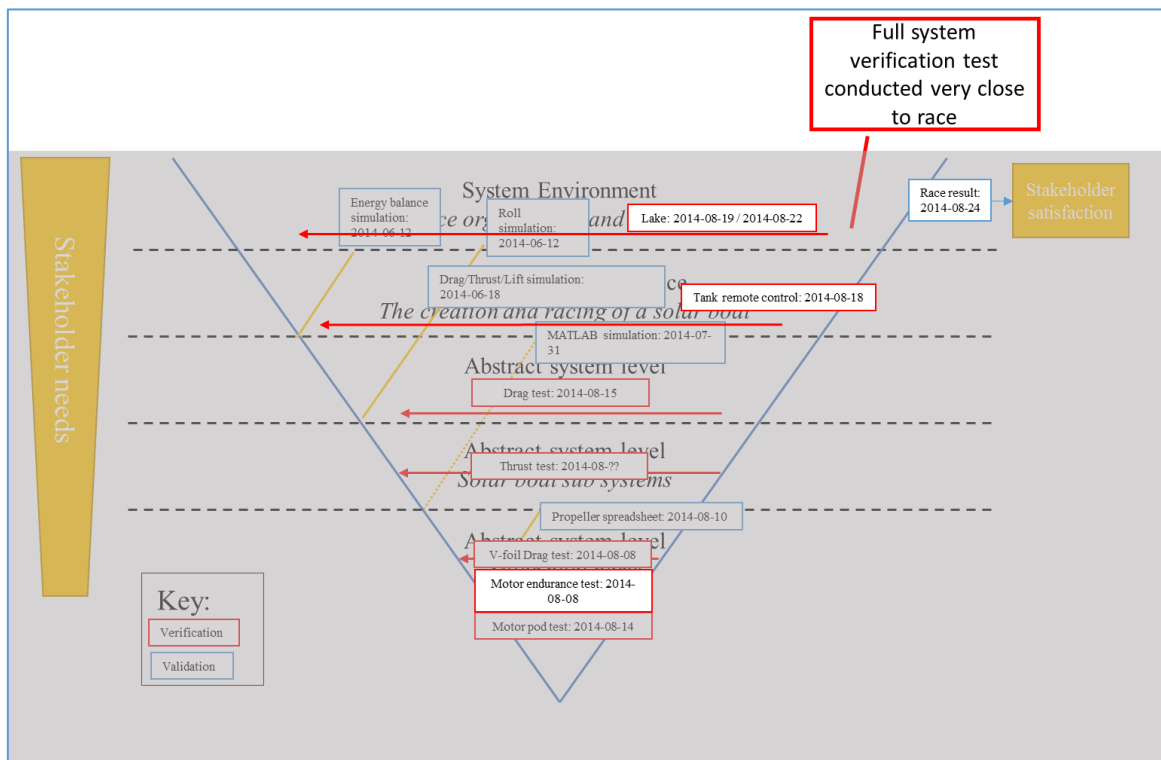 Full system
verification test
conducted very close
to race
System Environment
Energy balance
simulation:
2014-06-12
Roll
simulation:
2014-06-12
Lake: 2014-08-19 / 2014-08-22
Race result:
2014-08-24
Stakeholder
satisfaction
Stakeholder needs
Drag/Thrust/Lift simulation:
2014-06-18
Tank remote control: 2014-08-18
The creation and racing of a solar boat
MATLAB simulation: 2014-07-
31
Abstract system level
Drag test: 2014-08-15
Abstract system level
Thrust test: 2014-08-??
Solar boat sub systems
Propeller spreadsheet: 2014-08-10
Abstract system level
V-foil Drag test: 2014-08-08
Motor endurance test: 2014-
08-08
Motor pod test: 2014-08-14
Key:
Verification
Validation